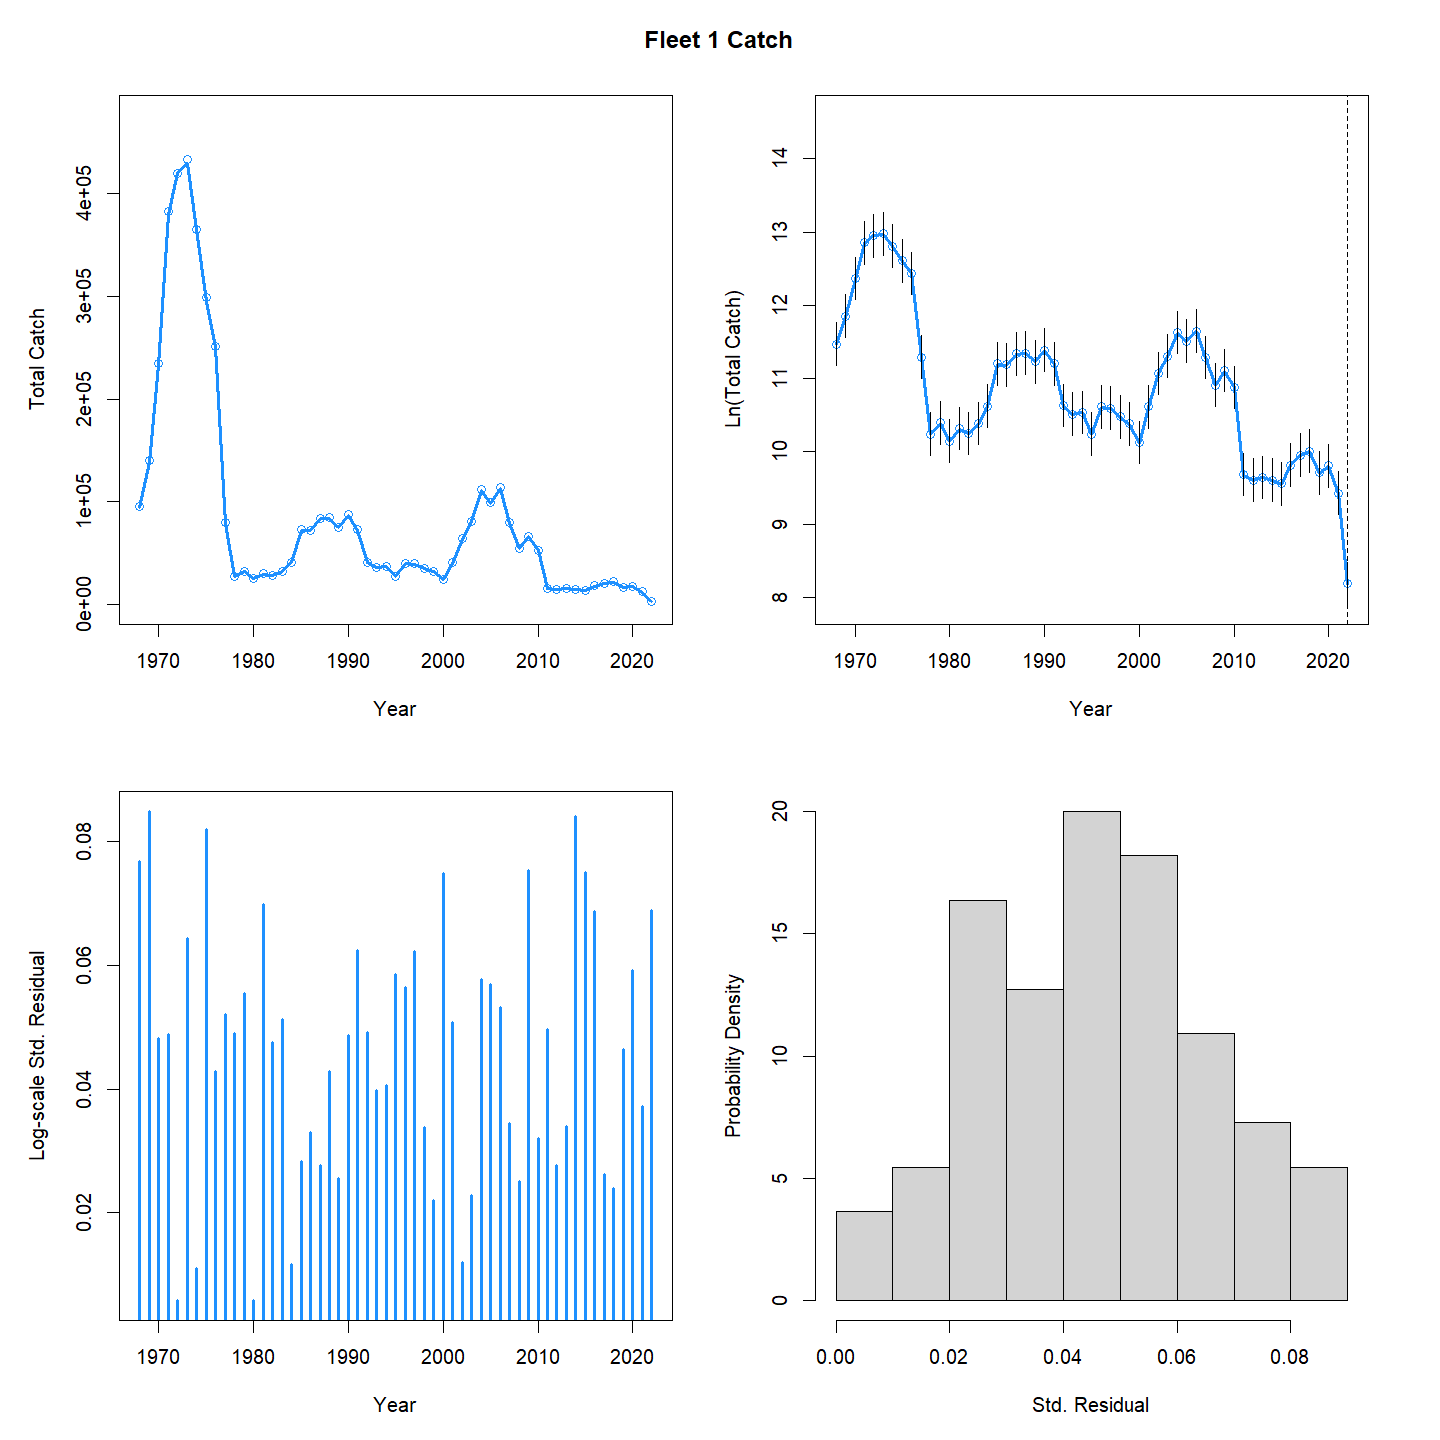 Fleet 1 Catch
Total Catch
4e+05
3e+05
2e+05
1e+05
0e+00
1970 1980 1990 2000 2010 2020
Year
Ln(Total Catch)
14
13
12
11
10
9
8
1970 1980 1990 2000 2010 2020
Year
Log-scale Std. Residual
0.08
0.06
0.04
0.02
1970 1980 1990 2000 2010 2020
Year
Probability Density
20
15
10
5
0
0.00 0.02 0.04 0.06 0.08
Std. Residual